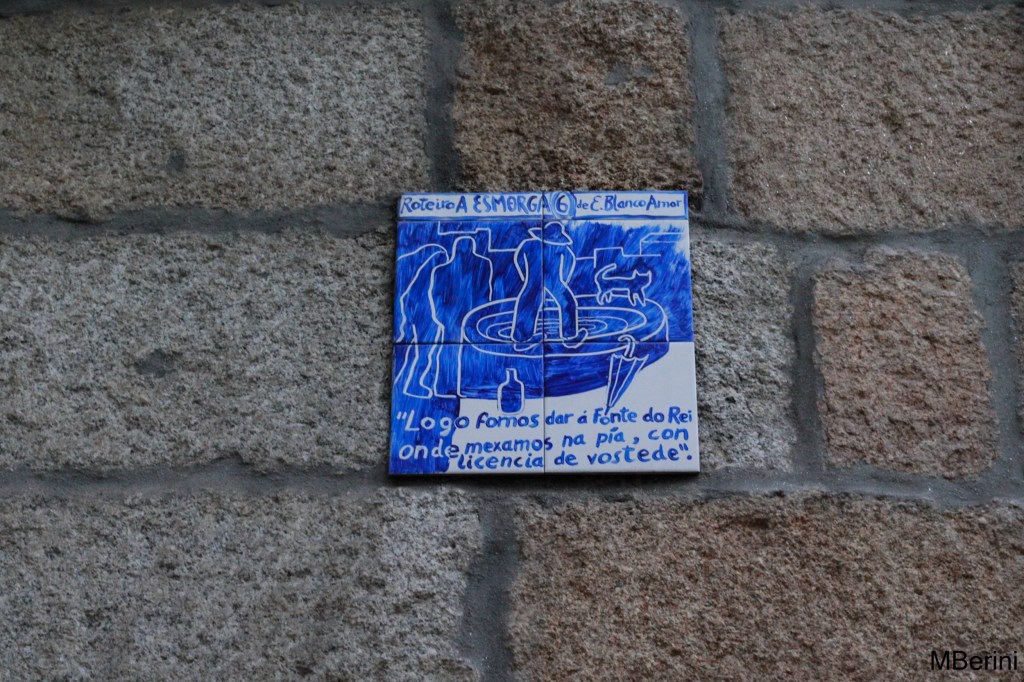 Roteiro A ESMORGA 6 de E. Blanco Amor
"Logo fomos dar á Fonte do Rei
onde mexamos na pía, con
licencia de vostede".
MBerini